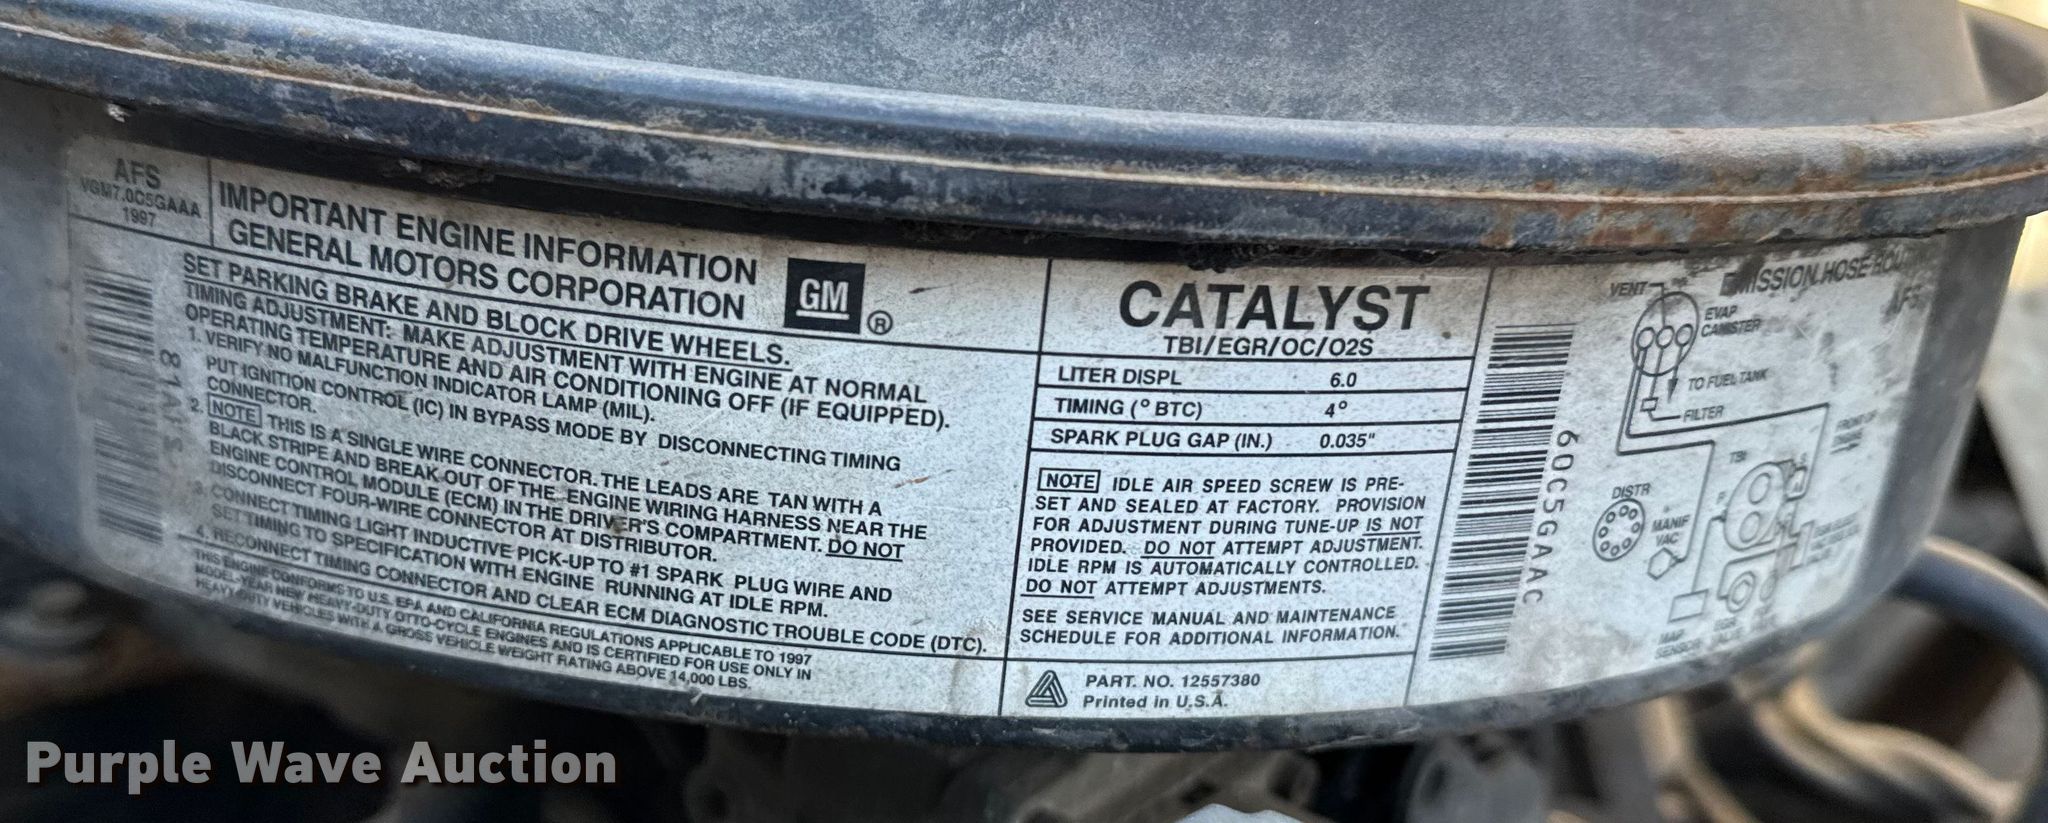 AFS
VGM7.0C5GAAA
1997
IMPORTANT ENGINE INFORMATION
GENERAL MOTORS CORPORATION
GM ®
SET PARKING BRAKE AND BLOCK DRIVE WHEELS.
TIMING ADJUSTMENT: MAKE ADJUSTMENT WITH ENGINE AT NORMAL
OPERATING TEMPERATURE AND AIR CONDITIONING OFF (IF EQUIPPED).
1. VERIFY NO MALFUNCTION INDICATOR LAMP (MIL).
PUT IGNITION CONTROL (IC) IN BYPASS MODE BY DISCONNECTING TIMING
CONNECTOR.
2. NOTE THIS IS A SINGLE WIRE CONNECTOR. THE LEADS ARE TAN WITH A
BLACK STRIPE AND BREAK OUT OF THE ENGINE WIRING HARNESS NEAR THE
ENGINE CONTROL MODULE (ECM) IN THE DRIVER'S COMPARTMENT. DO NOT
DISCONNECT FOUR-WIRE CONNECTOR AT DISTRIBUTOR.
3. CONNECT TIMING LIGHT INDUCTIVE PICK-UP TO #1 SPARK PLUG WIRE AND
SET TIMING TO SPECIFICATION WITH ENGINE RUNNING AT IDLE RPM.
4. RECONNECT TIMING CONNECTOR AND CLEAR ECM DIAGNOSTIC TROUBLE CODE (DTC).
THIS ENGINE CONFORMS TO U.S. EPA AND CALIFORNIA REGULATIONS APPLICABLE TO 1997
MODEL-YEAR NEW HEAVY-DUTY OTTO-CYCLE ENGINES AND IS CERTIFIED FOR USE ONLY IN
HEAVY-DUTY VEHICLES WITH A GROSS VEHICLE WEIGHT RATING ABOVE 14,000 LBS.
CATALYST
TBI/EGR/OC/O2S
LITER DISPL 6.0
TIMING (° BTC) 4°
SPARK PLUG GAP (IN.) 0.035"
NOTE IDLE AIR SPEED SCREW IS PRE-
SET AND SEALED AT FACTORY. PROVISION
FOR ADJUSTMENT DURING TUNE-UP IS NOT
PROVIDED. DO NOT ATTEMPT ADJUSTMENT.
IDLE RPM IS AUTOMATICALLY CONTROLLED.
DO NOT ATTEMPT ADJUSTMENTS.
SEE SERVICE MANUAL AND MAINTENANCE
SCHEDULE FOR ADDITIONAL INFORMATION.
PART. NO. 12557380
Printed in U.S.A.
60C5GAAC
EMISSION HOSE
AFS
VENT
EVAP
CANISTER
TO FUEL TANK
FILTER
TBI
DISTR
MANIF
VAC
MAP
SENSOR
EGR
Purple Wave Auction